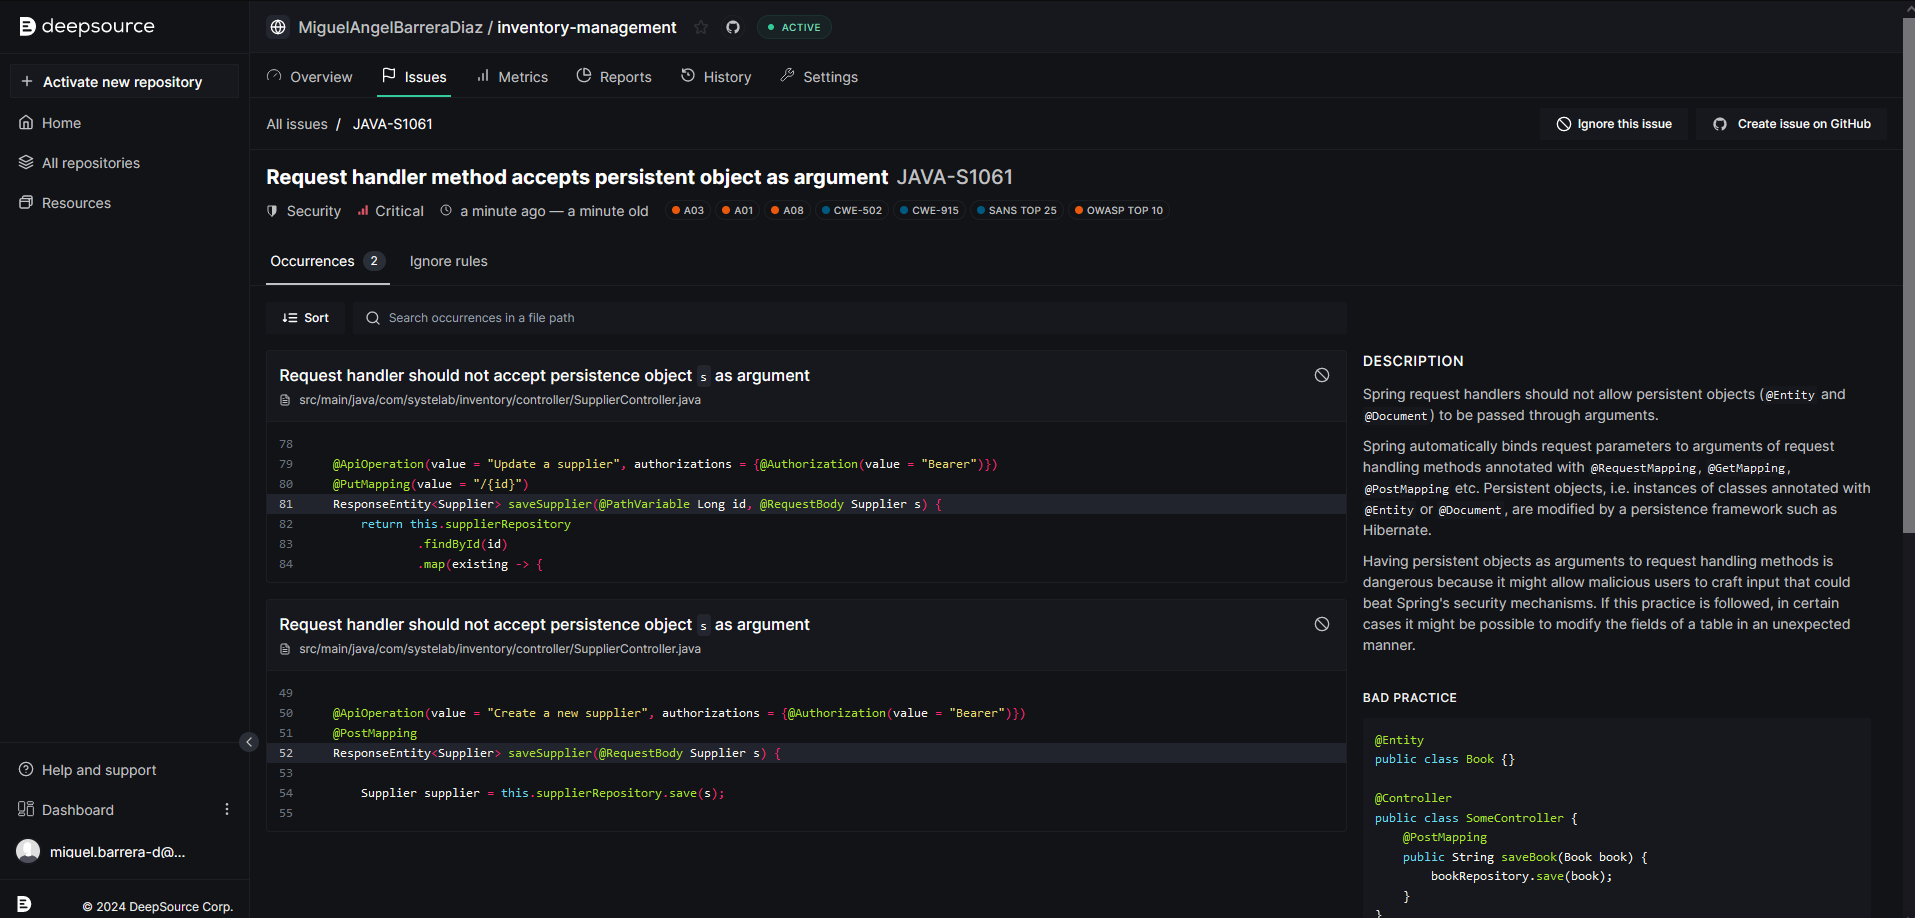 deepsource
MiguelAngelBarreraDiaz / inventory-management
ACTIVE
Activate new repository
Home
All repositories
Resources
Overview
Issues
Metrics
Reports
History
Settings
All issues / JAVA-S1061
Ignore this issue
Create issue on GitHub
Request handler method accepts persistent object as argument JAVA-S1061
Security
Critical
a minute ago — a minute old
A03
A01
A08
CWE-502
CWE-915
SANS TOP 25
OWASP TOP 10
Occurrences 2
Ignore rules
Sort
Search occurrences in a file path
Request handler should not accept persistence object s as argument
src/main/java/com/systelab/inventory/controller/SupplierController.java
78
79 @ApiOperation(value = "Update a supplier", authorizations = {@Authorization(value = "Bearer")})
80 @PutMapping(value = "/{id}")
81 ResponseEntity<Supplier> saveSupplier(@PathVariable Long id, @RequestBody Supplier s) {
82 return this.supplierRepository
83 .findById(id)
84 .map(existing -> {
Request handler should not accept persistence object s as argument
src/main/java/com/systelab/inventory/controller/SupplierController.java
49
50 @ApiOperation(value = "Create a new supplier", authorizations = {@Authorization(value = "Bearer")})
51 @PostMapping
52 ResponseEntity<Supplier> saveSupplier(@RequestBody Supplier s) {
53
54 Supplier supplier = this.supplierRepository.save(s);
55
DESCRIPTION
Spring request handlers should not allow persistent objects (@Entity and
@Document) to be passed through arguments.
Spring automatically binds request parameters to arguments of request
handling methods annotated with @RequestMapping, @GetMapping,
@PostMapping etc. Persistent objects, i.e. instances of classes annotated with
@Entity or @Document, are modified by a persistence framework such as
Hibernate.
Having persistent objects as arguments to request handling methods is
dangerous because it might allow malicious users to craft input that could
beat Spring's security mechanisms. If this practice is followed, in certain
cases it might be possible to modify the fields of a table in an unexpected
manner.
BAD PRACTICE
@Entity
public class Book {}
@Controller
public class SomeController {
@PostMapping
public String saveBook(Book book) {
bookRepository.save(book);
}
}
Help and support
Dashboard
miguel.barrera-d@...
© 2024 DeepSource Corp.